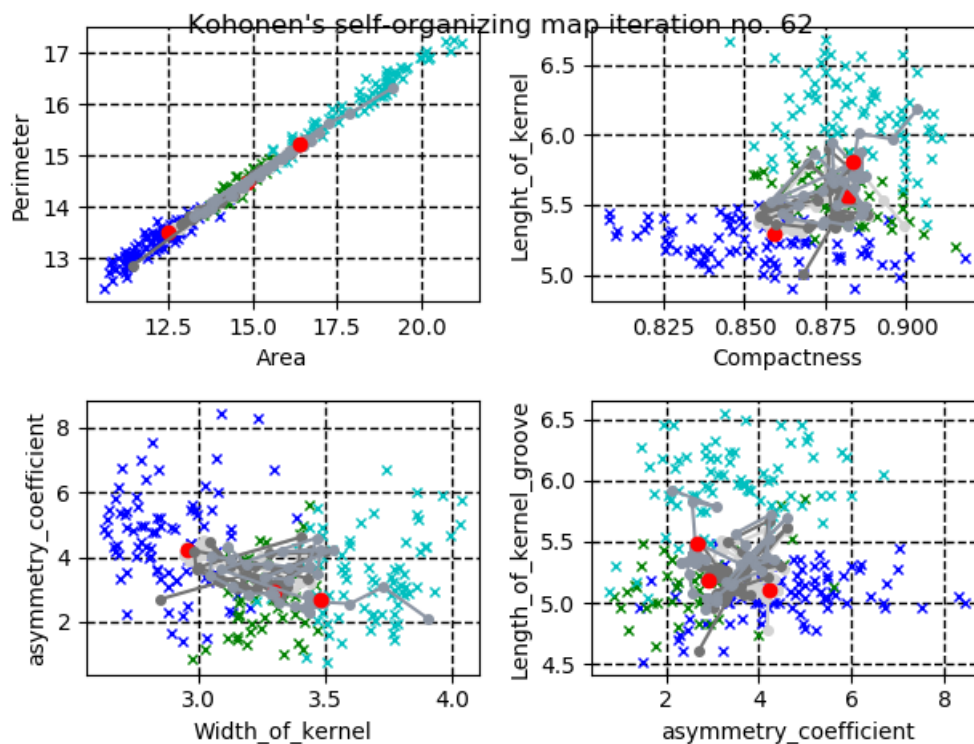 Kohonen's self-organizing map iteration no. 62
17
16
15
14
13
Perimeter
12.5 15.0 17.5 20.0
Area
6.5
6.0
5.5
5.0
Lenght_of_kernel
0.825 0.850 0.875 0.900
Compactness
8
6
4
2
asymmetry_coefficient
3.0 3.5 4.0
Width_of_kernel
6.5
6.0
5.5
5.0
4.5
Length_of_kernel_groove
2 4 6 8
asymmetry_coefficient